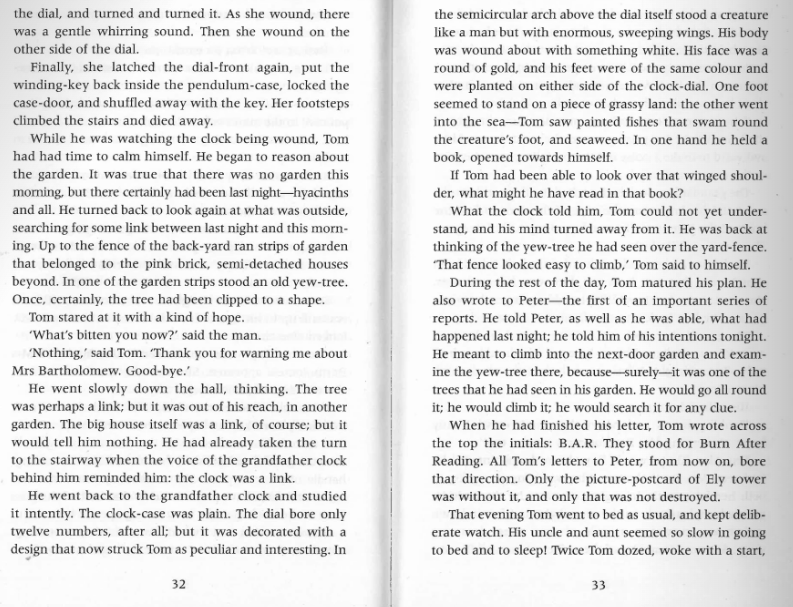 the dial, and turned and turned it. As she wound, there
was a gentle whirring sound. Then she wound on the
other side of the dial.
Finally, she latched the dial-front again, put the
winding-key back inside the pendulum-case, locked the
case-door, and shuffled away with the key. Her footsteps
climbed the stairs and died away.
While he was watching the clock being wound, Tom
had had time to calm himself. He began to reason about
the garden. It was true that there was no garden this
morning, but there certainly had been last night—hyacinths
and all. He turned back to look again at what was outside,
searching for some link between last night and this morn-
ing. Up to the fence of the back-yard ran strips of garden
that belonged to the pink brick, semi-detached houses
beyond. In one of the garden strips stood an old yew-tree.
Once, certainly, the tree had been clipped to a shape.
Tom stared at it with a kind of hope.
‘What’s bitten you now?’ said the man.
‘Nothing,’ said Tom. ‘Thank you for warning me about
Mrs Bartholomew. Good-bye.’
He went slowly down the hall, thinking. The tree
was perhaps a link; but it was out of his reach, in another
garden. The big house itself was a link, of course; but it
would tell him nothing. He had already taken the turn
to the stairway when the voice of the grandfather clock
behind him reminded him: the clock was a link.
He went back to the grandfather clock and studied
it intently. The clock-case was plain. The dial bore only
twelve numbers, after all; but it was decorated with a
design that now struck Tom as peculiar and interesting. In
32
the semicircular arch above the dial itself stood a creature
like a man but with enormous, sweeping wings. His body
was wound about with something white. His face was a
round of gold, and his feet were of the same colour and
were planted on either side of the clock-dial. One foot
seemed to stand on a piece of grassy land: the other went
into the sea—Tom saw painted fishes that swam round
the creature’s foot, and seaweed. In one hand he held a
book, opened towards himself.
If Tom had been able to look over that winged shoul-
der, what might he have read in that book?
What the clock told him, Tom could not yet under-
stand, and his mind turned away from it. He was back at
thinking of the yew-tree he had seen over the yard-fence.
‘That fence looked easy to climb,’ Tom said to himself.
During the rest of the day, Tom matured his plan. He
also wrote to Peter—the first of an important series of
reports. He told Peter, as well as he was able, what had
happened last night; he told him of his intentions tonight.
He meant to climb into the next-door garden and exam-
ine the yew-tree there, because—surely—it was one of the
trees that he had seen in his garden. He would go all round
it; he would climb it; he would search it for any clue.
When he had finished his letter, Tom wrote across
the top the initials: B.A.R. They stood for Burn After
Reading. All Tom’s letters to Peter, from now on, bore
that direction. Only the picture-postcard of Ely tower
was without it, and only that was not destroyed.
That evening Tom went to bed as usual, and kept delib-
erate watch. His uncle and aunt seemed so slow in going
to bed and to sleep! Twice Tom dozed, woke with a start,
33